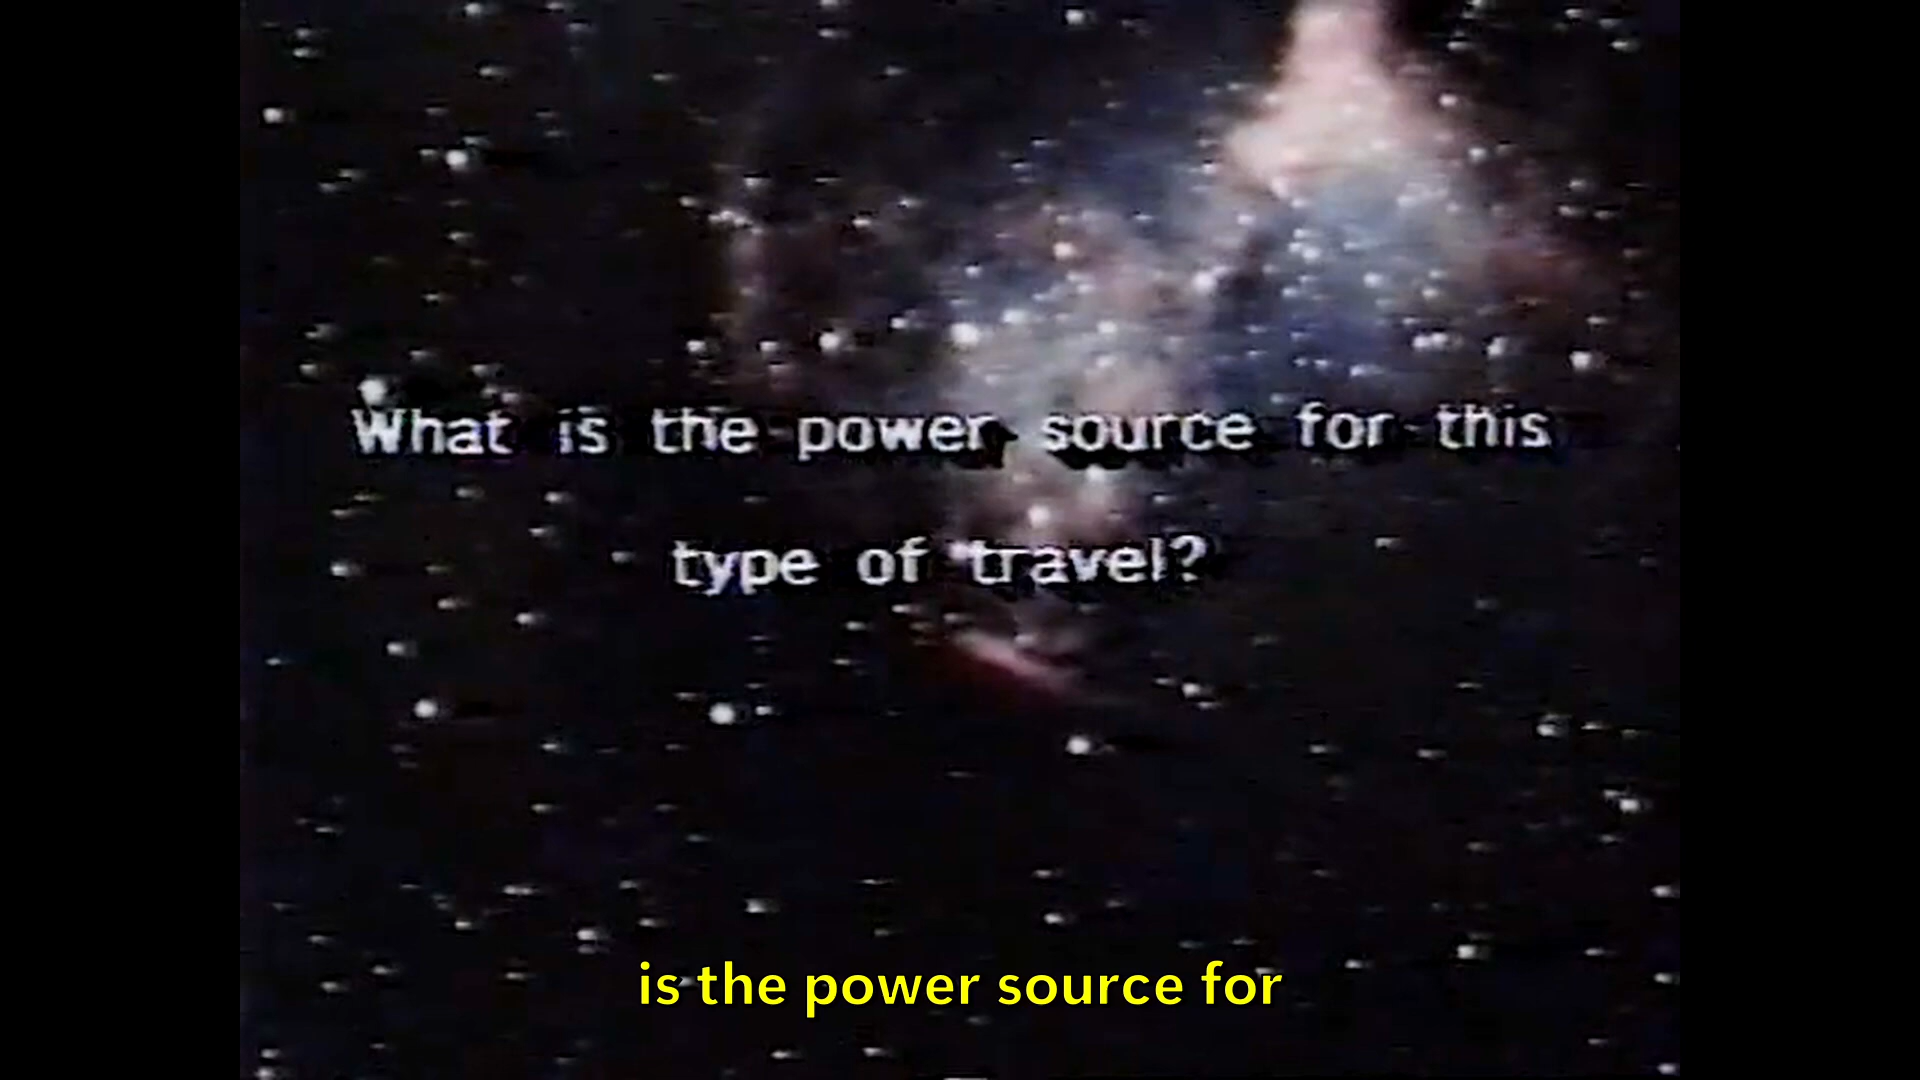 What is the power source for this
type of travel?
is the power source for